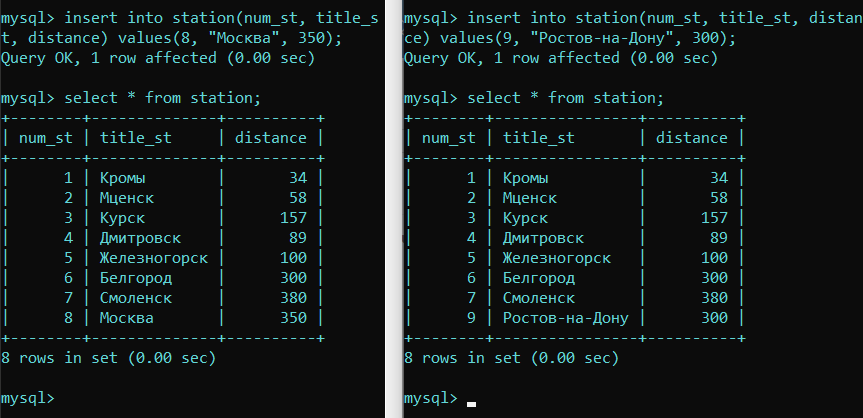 mysql> insert into station(num_st, title_s
t, distance) values(8, "Москва", 350);
Query OK, 1 row affected (0.00 sec)
mysql> select * from station;
+--------+--------------+----------+
| num_st | title_st     | distance |
+--------+--------------+----------+
|      1 | Кромы        |       34 |
|      2 | Мценск       |       58 |
|      3 | Курск        |      157 |
|      4 | Дмитровск    |       89 |
|      5 | Железногорск |      100 |
|      6 | Белгород     |      300 |
|      7 | Смоленск     |      380 |
|      8 | Москва       |      350 |
+--------+--------------+----------+
8 rows in set (0.00 sec)
mysql>
mysql> insert into station(num_st, title_st, distan
ce) values(9, "Ростов-на-Дону", 300);
Query OK, 1 row affected (0.00 sec)
mysql> select * from station;
+--------+----------------+----------+
| num_st | title_st       | distance |
+--------+----------------+----------+
|      1 | Кромы          |       34 |
|      2 | Мценск         |       58 |
|      3 | Курск          |      157 |
|      4 | Дмитровск      |       89 |
|      5 | Железногорск   |      100 |
|      6 | Белгород       |      300 |
|      7 | Смоленск       |      380 |
|      9 | Ростов-на-Дону |      300 |
+--------+----------------+----------+
8 rows in set (0.00 sec)
mysql>